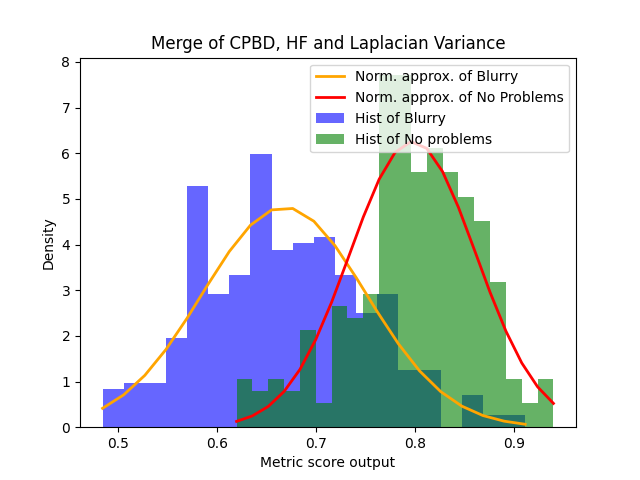 Merge of CPBD, HF and Laplacian Variance
Norm. approx. of Blurry
Norm. approx. of No Problems
Hist of Blurry
Hist of No problems
Density
8
7
6
5
4
3
2
1
0
0.5 0.6 0.7 0.8 0.9
Metric score output